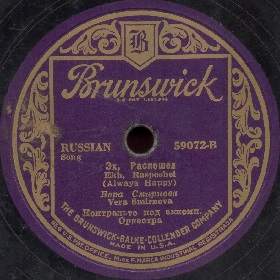 B
Brunswick
RUSSIAN
Song
59072-B
Эх, Распошел
Ekh, Rasposhel
(Always Happy)
Вера Смирнова
Vera Smirnova
Контральто под аккомп.
Оркестра
THE BRUNSWICK-BALKE-COLLENDER COMPANY
MADE IN U.S.A.